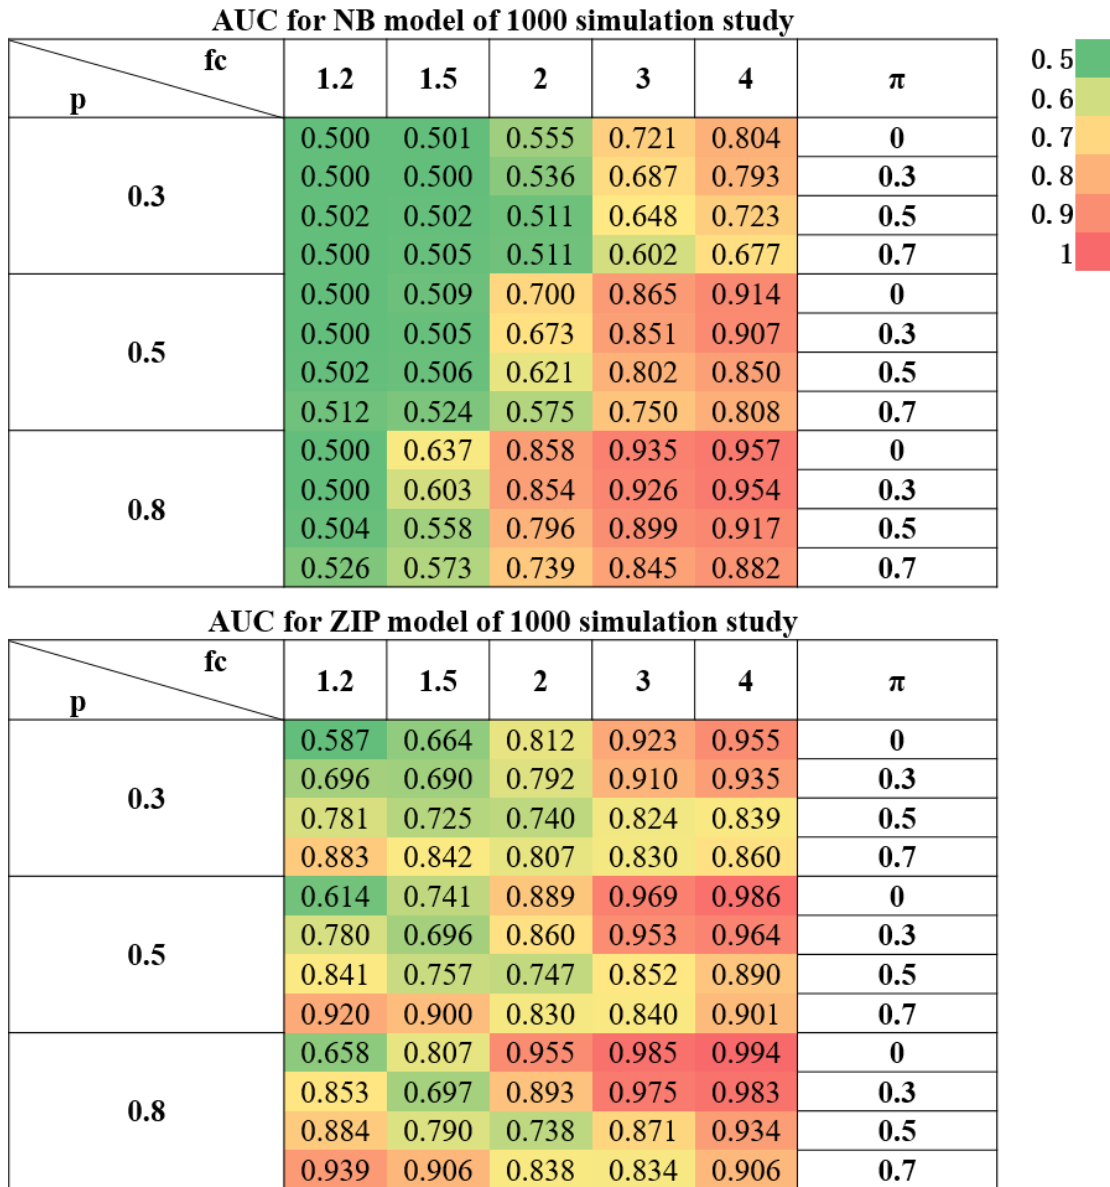 AUC for NB model of 1000 simulation study
fc 1.2 1.5 2 3 4 π
p
0.3
0.500 0.501 0.555 0.721 0.804 0
0.500 0.500 0.536 0.687 0.793 0.3
0.502 0.502 0.511 0.648 0.723 0.5
0.500 0.505 0.511 0.602 0.677 0.7
0.5
0.500 0.509 0.700 0.865 0.914 0
0.500 0.505 0.673 0.851 0.907 0.3
0.502 0.506 0.621 0.802 0.850 0.5
0.512 0.524 0.575 0.750 0.808 0.7
0.8
0.500 0.637 0.858 0.935 0.957 0
0.500 0.603 0.854 0.926 0.954 0.3
0.504 0.558 0.796 0.899 0.917 0.5
0.526 0.573 0.739 0.845 0.882 0.7
0.5
0.6
0.7
0.8
0.9
1
AUC for ZIP model of 1000 simulation study
fc 1.2 1.5 2 3 4 π
p
0.3
0.587 0.664 0.812 0.923 0.955 0
0.696 0.690 0.792 0.910 0.935 0.3
0.781 0.725 0.740 0.824 0.839 0.5
0.883 0.842 0.807 0.830 0.860 0.7
0.5
0.614 0.741 0.889 0.969 0.986 0
0.780 0.696 0.860 0.953 0.964 0.3
0.841 0.757 0.747 0.852 0.890 0.5
0.920 0.900 0.830 0.840 0.901 0.7
0.8
0.658 0.807 0.955 0.985 0.994 0
0.853 0.697 0.893 0.975 0.983 0.3
0.884 0.790 0.738 0.871 0.934 0.5
0.939 0.906 0.838 0.834 0.906 0.7